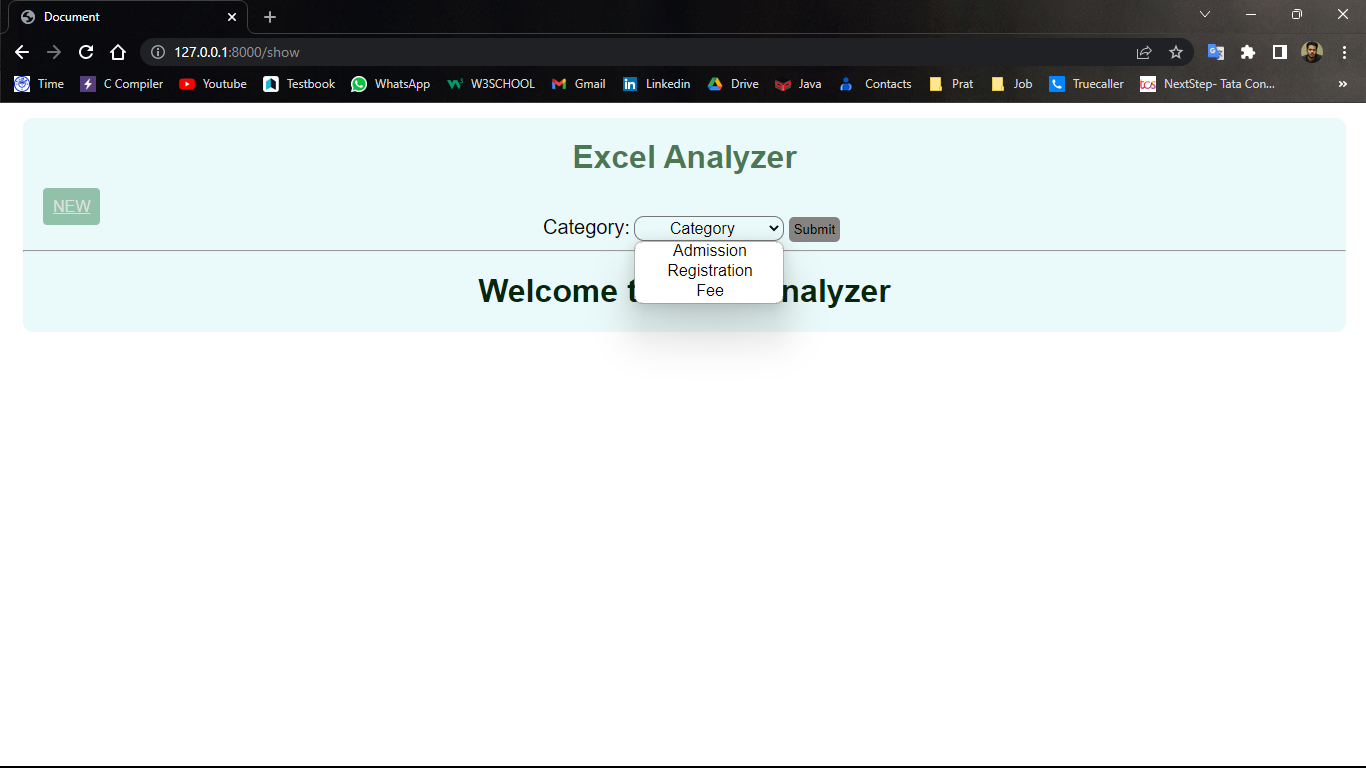 Document
127.0.0.1:8000/show
Time C Compiler Youtube Testbook WhatsApp W3SCHOOL Gmail Linkedin Drive Java Contacts Prat Job Truecaller tcs NextStep- Tata Con... »
Excel Analyzer
NEW
Category: Category Submit
Admission
Registration
Fee
Welcome t nalyzer